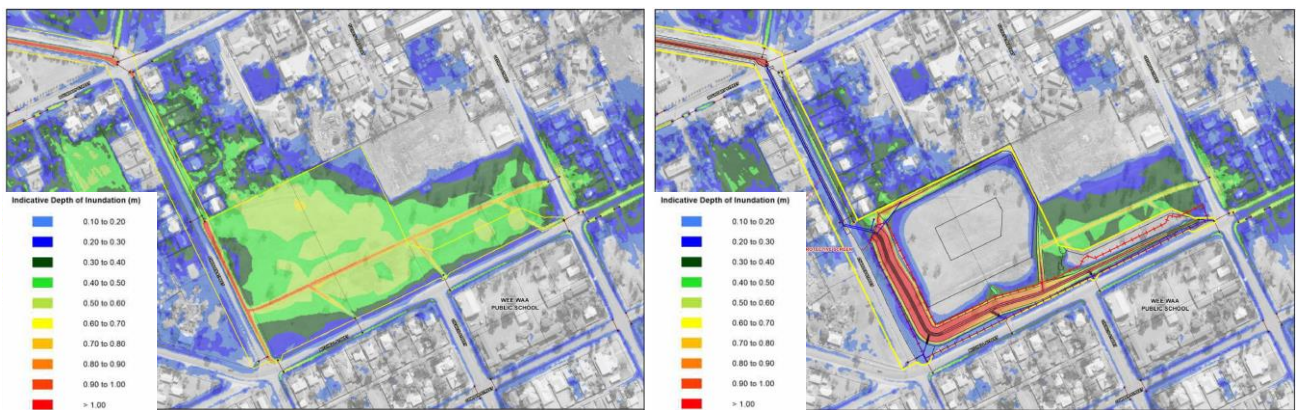 WEE WAA
PUBLIC SCHOOL
Indicative Depth of Inundation (m)
0.10 to 0.20
0.20 to 0.30
0.30 to 0.40
0.40 to 0.50
0.50 to 0.60
0.60 to 0.70
0.70 to 0.80
0.80 to 0.90
0.90 to 1.00
> 1.00
WEE WAA
PUBLIC SCHOOL
Indicative Depth of Inundation (m)
0.10 to 0.20
0.20 to 0.30
0.30 to 0.40
0.40 to 0.50
0.50 to 0.60
0.60 to 0.70
0.70 to 0.80
0.80 to 0.90
0.90 to 1.00
> 1.00